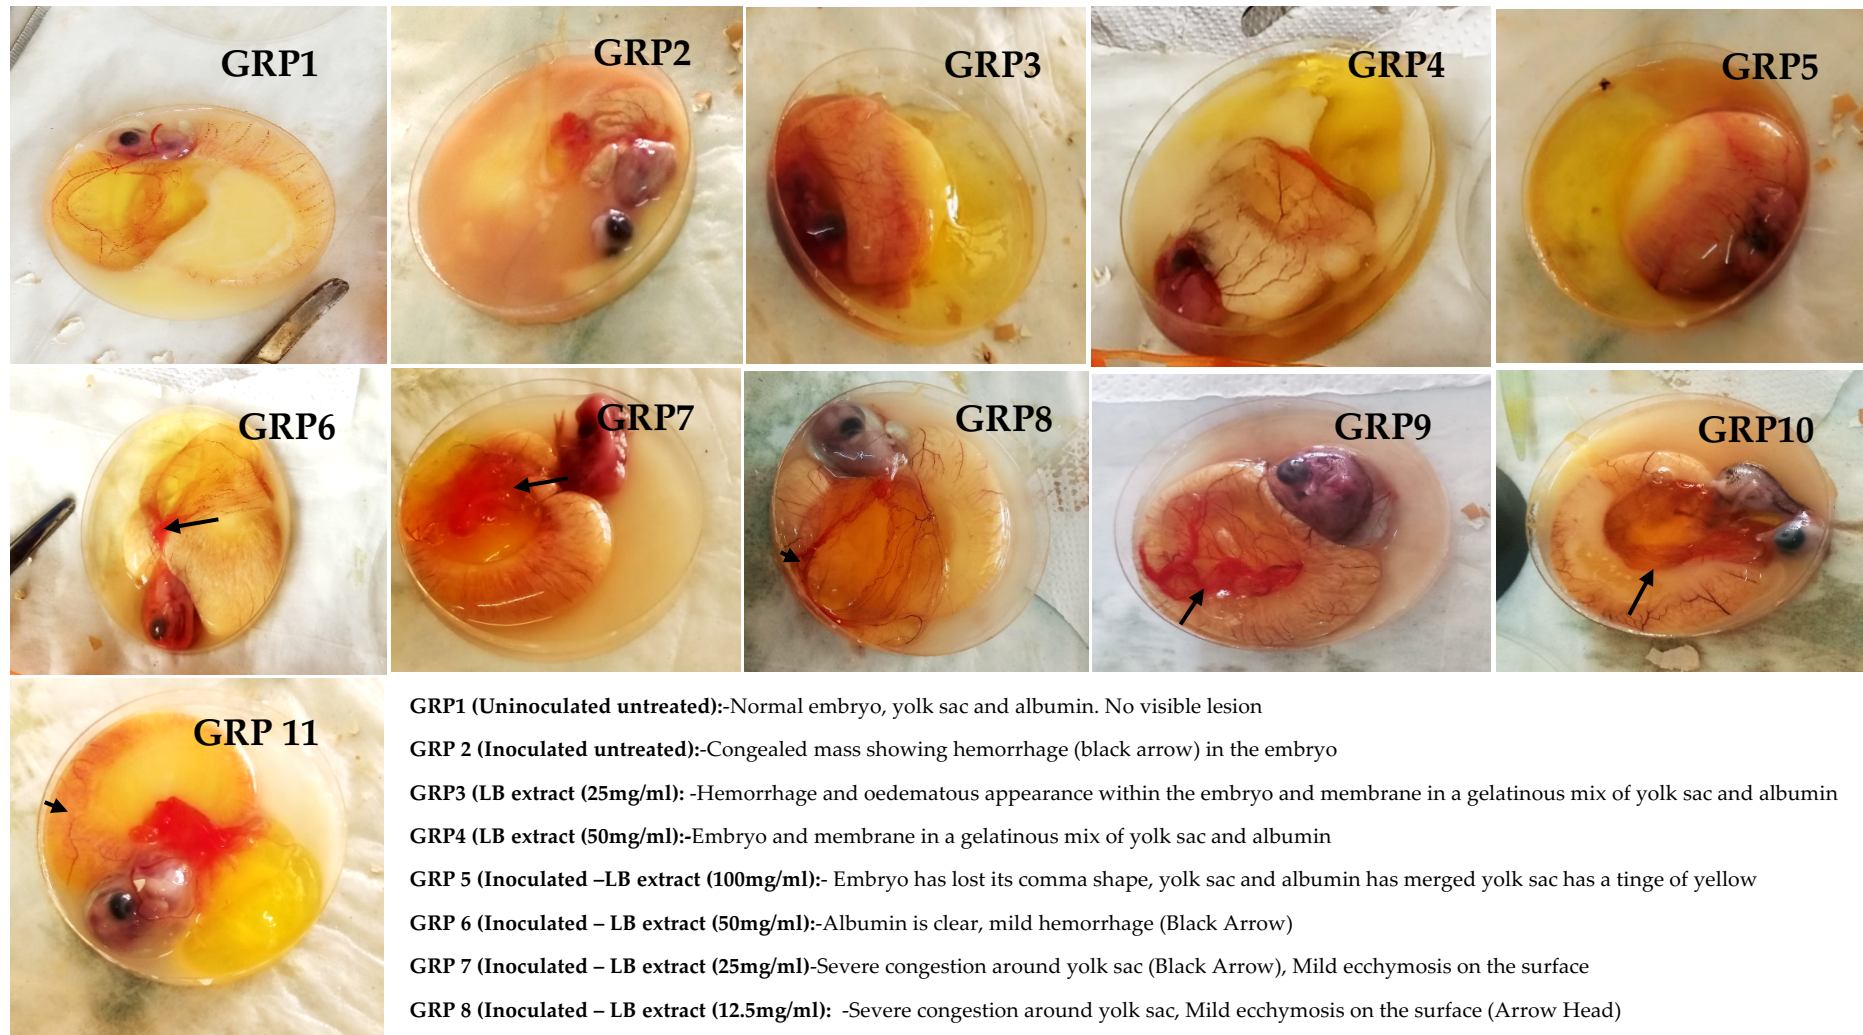 GRP1
GRP2
GRP3
GRP4
GRP5
GRP6
GRP7
GRP8
GRP9
GRP10
GRP 11
GRP1 (Uninoculated untreated):-Normal embryo, yolk sac and albumin. No visible lesion
GRP 2 (Inoculated untreated):-Congealed mass showing hemorrhage (black arrow) in the embryo
GRP3 (LB extract (25mg/ml): -Hemorrhage and oedematous appearance within the embryo and membrane in a gelatinous mix of yolk sac and albumin
GRP4 (LB extract (50mg/ml):-Embryo and membrane in a gelatinous mix of yolk sac and albumin
GRP 5 (Inoculated –LB extract (100mg/ml):- Embryo has lost its comma shape, yolk sac and albumin has merged yolk sac has a tinge of yellow
GRP 6 (Inoculated – LB extract (50mg/ml):-Albumin is clear, mild hemorrhage (Black Arrow)
GRP 7 (Inoculated – LB extract (25mg/ml)-Severe congestion around yolk sac (Black Arrow), Mild ecchymosis on the surface
GRP 8 (Inoculated – LB extract (12.5mg/ml): -Severe congestion around yolk sac, Mild ecchymosis on the surface (Arrow Head)